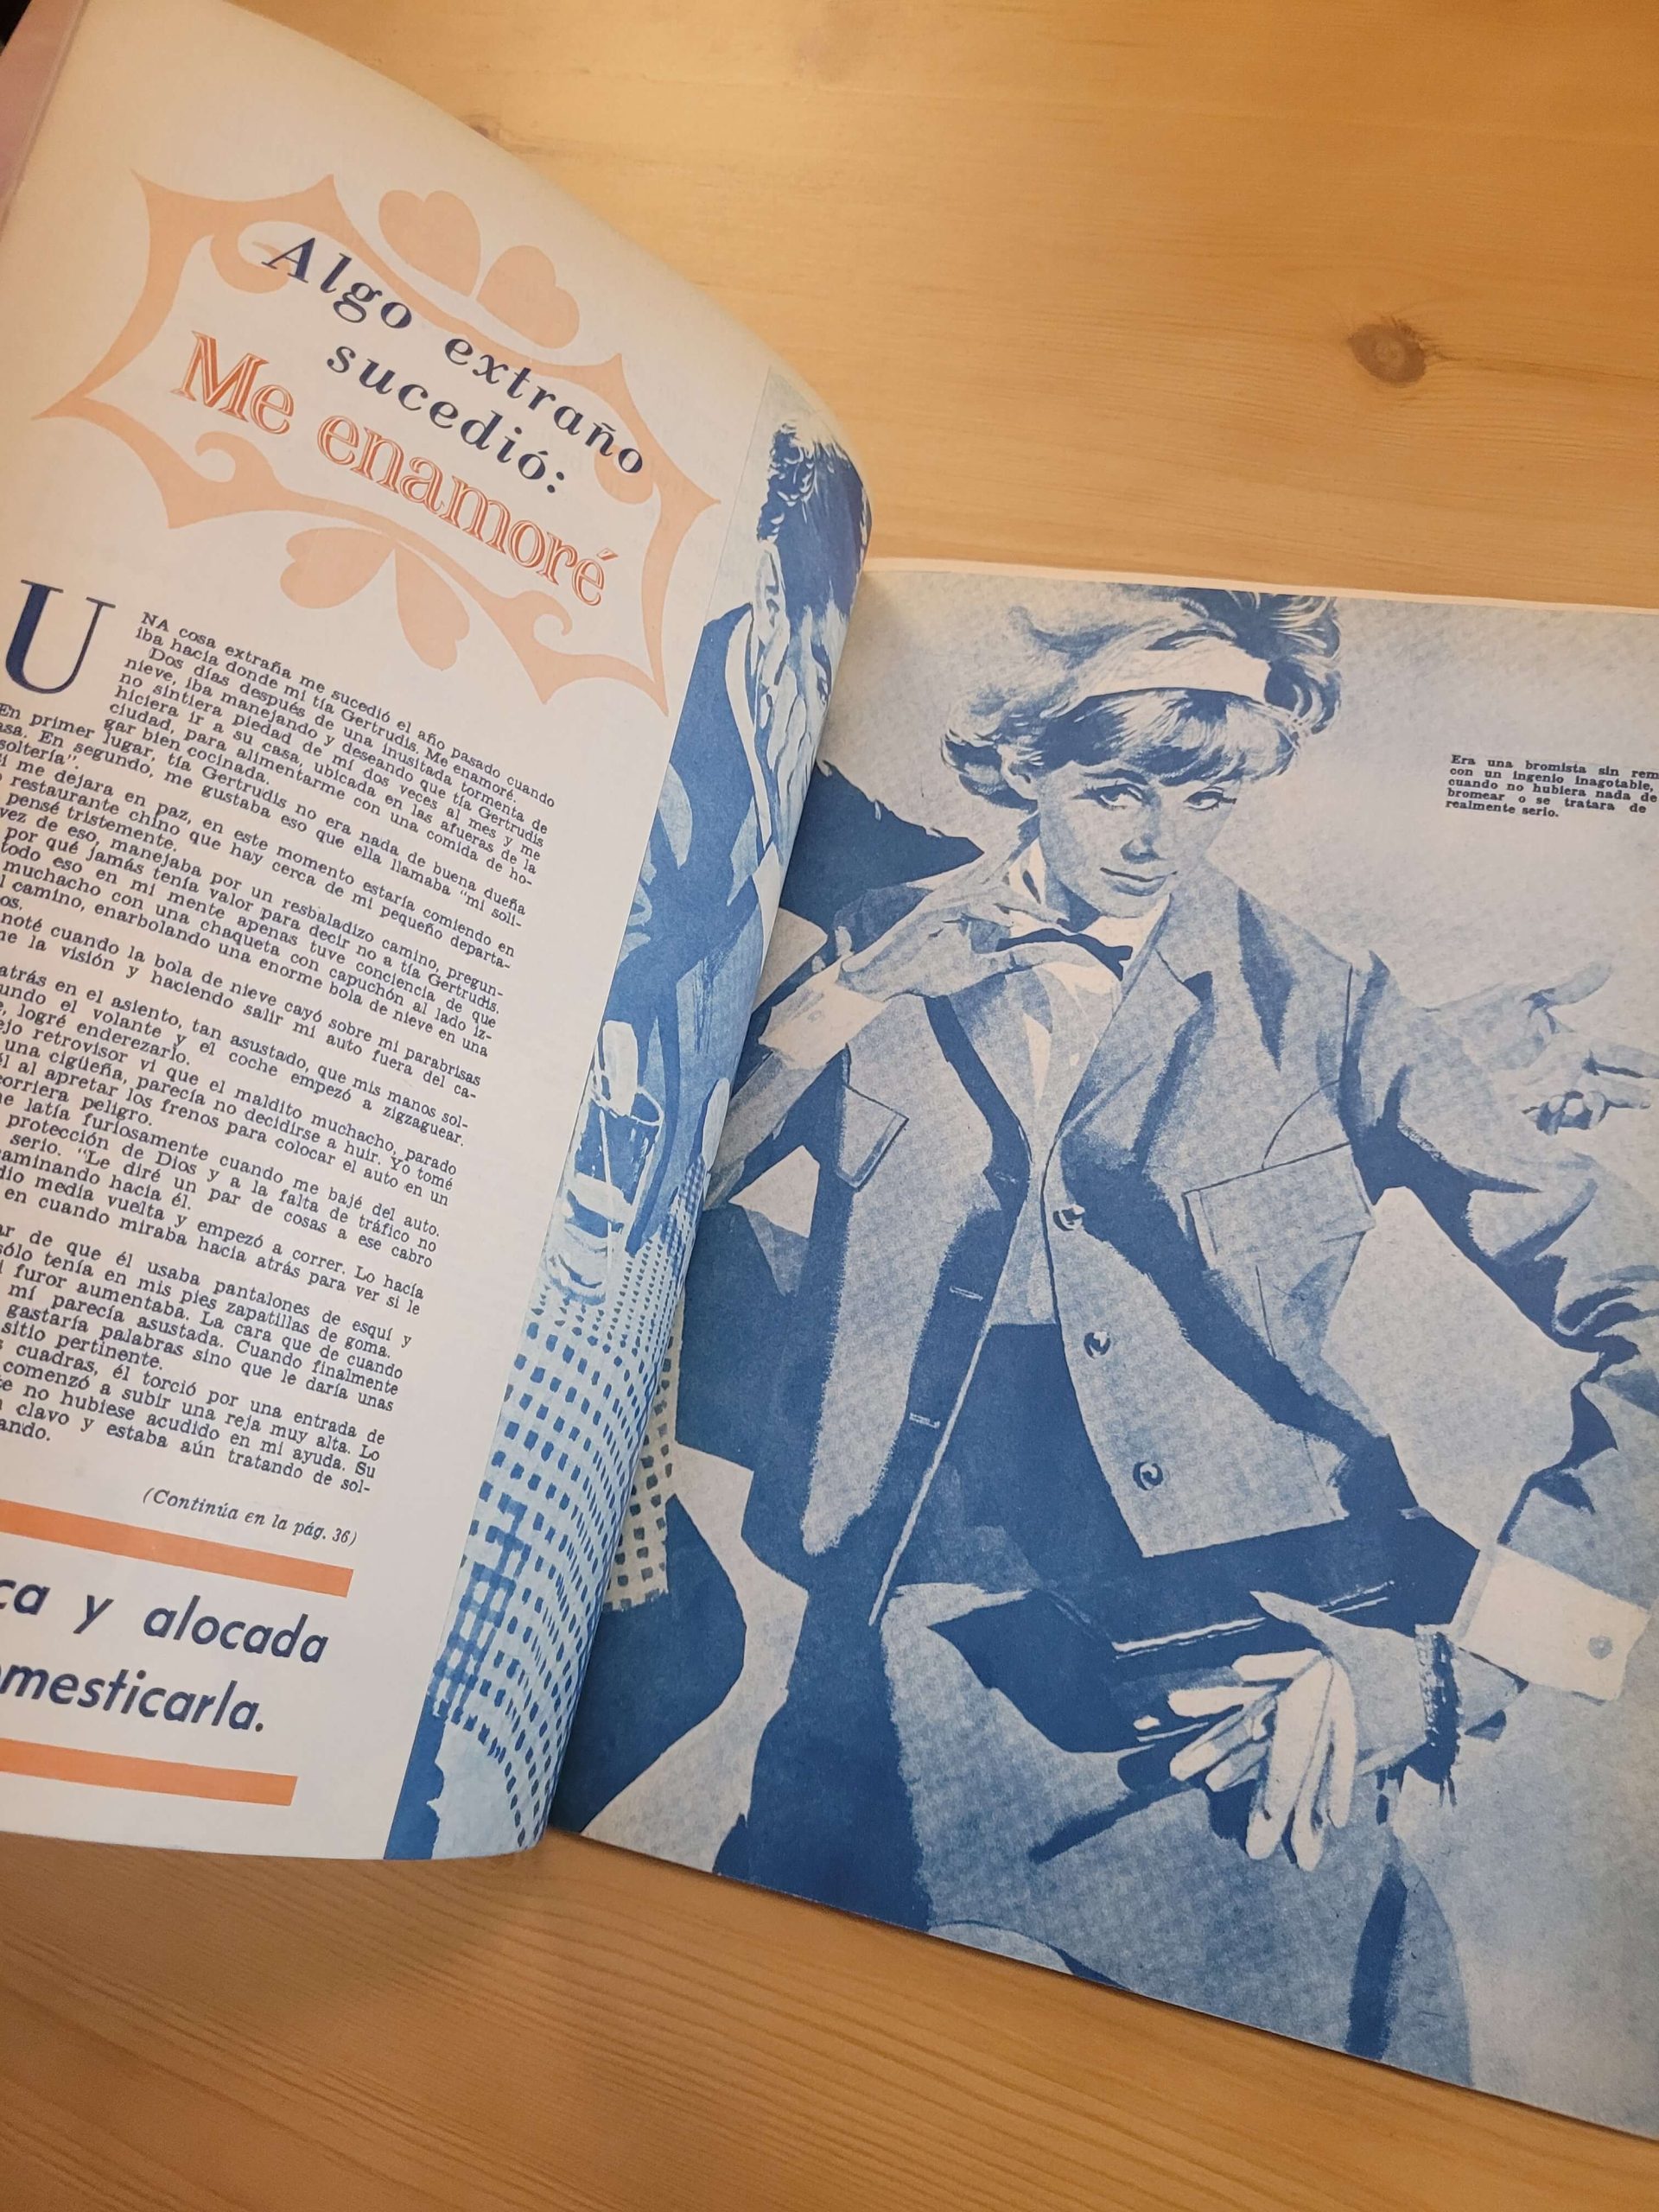 Algo extraño
sucedió:
Me enamoré
UNA cosa extraña me sucedió el año pasado cuando
iba hacia donde mi tía Gertrudis. Me enamoré.
Dos días después de una inusitada tormenta de
nieve, iba manejando y deseando que tía Gertrudis
no sintiera piedad de mí dos veces al mes y me
hiciera ir a su casa, ubicada en las afueras de la
ciudad, para alimentarme con una comida de ho-
gar bien cocinada.
En primer lugar, tía Gertrudis no era nada de buena dueña
asa. En segundo, me gustaba eso que ella llamaba "mi soli-
soltería".
i me dejara en paz, en este momento estaría comiendo en
restaurante chino que hay cerca de mi pequeño departa-
pensé tristemente.
vez de eso, manejaba por un resbaladizo camino, pregun-
por qué jamás tenía valor para decir no a tía Gertrudis.
todo eso en mi mente apenas tuve conciencia de que
muchacho con una chaqueta con capuchón al lado iz-
l camino, enarbolando una enorme bola de nieve en una
os.
noté cuando la bola de nieve cayó sobre mi parabrisas
me la visión y haciendo salir mi auto fuera del ca-
atrás en el asiento, tan asustado, que mis manos sol-
undo el volante y el coche empezó a zigzaguear.
, logré enderezarlo.
ejo retrovisor vi que el maldito muchacho, parado
una cigüeña, parecía no decidirse a huir. Yo tomé
él al apretar los frenos para colocar el auto en un
corriera peligro.
me latía furiosamente cuando me bajé del auto.
protección de Dios y a la falta de tráfico no
serio. "Le diré un par de cosas a ese cabro
aminando hacia él.
dio media vuelta y empezó a correr. Lo hacía
en cuando miraba hacia atrás para ver si le
ar de que él usaba pantalones de esquí y
sólo tenía en mis pies zapatillas de goma.
i furor aumentaba. La cara que de cuando
mí parecía asustada. Cuando finalmente
gastaría palabras sino que le daría unas
sitio pertinente.
s cuadras, él torció por una entrada de
comenzó a subir una reja muy alta. Lo
te no hubiese acudido en mi ayuda. Su
n clavo y estaba aún tratando de sol-
ando.
(Continúa en la pág. 36)
ca y alocada
omesticarla.
Era una bromista sin rem
con un ingenio inagotable,
cuando no hubiera nada de
bromear o se tratara de
realmente serio.